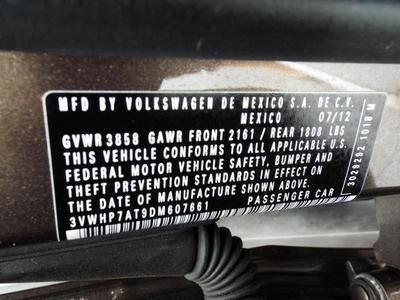 MFD BY VOLKSWAGEN DE MEXICO S.A. DE C.V.
MEXICO 07/12
GVWR 3858 GAWR FRONT 2161 / REAR 1808 LBS
THIS VEHICLE CONFORMS TO ALL APPLICABLE U.S.
FEDERAL MOTOR VEHICLE SAFETY, BUMPER AND
THEFT PREVENTION STANDARDS IN EFFECT ON
THE DATE OF MANUFACTURE SHOWN ABOVE.
3VWHP7AT9DM607661 PASSENGER CAR
3029292 1018 M